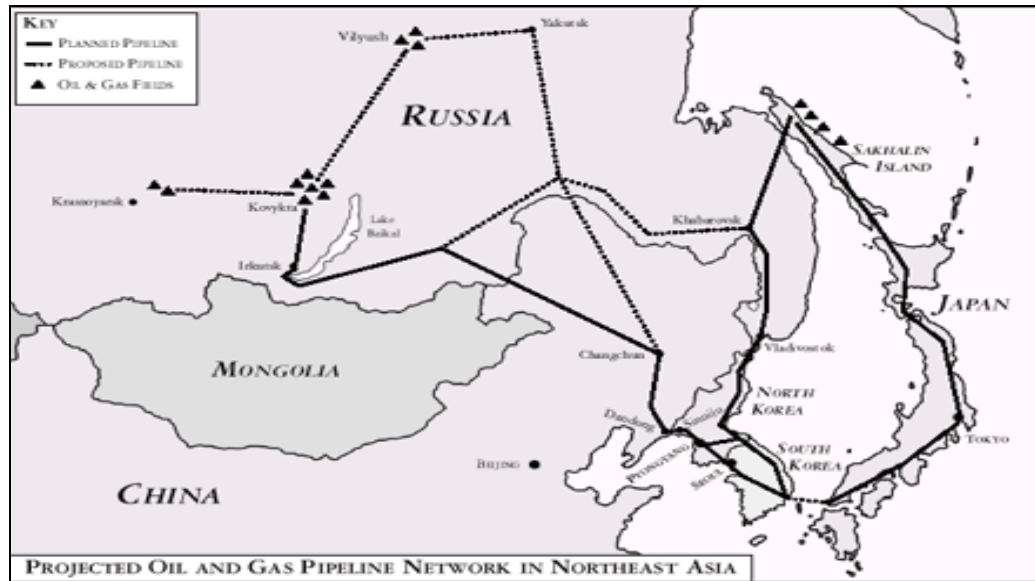 KEY
PLANNED PIPELINE
PROPOSED PIPELINE
OIL & GAS FIELDS
Vilyush
Yakutsk
RUSSIA
SAKHALIN
ISLAND
Krasnoyarsk
Kovykta
Lake
Baikal
Khabarovsk
Irkutsk
JAPAN
MONGOLIA
Changchun
Vladivostok
NORTH
KOREA
Dandong
Sinuiju
TOKYO
SOUTH
KOREA
PYONGYANG
SEOUL
BEIJING
CHINA
PROJECTED OIL AND GAS PIPELINE NETWORK IN NORTHEAST ASIA